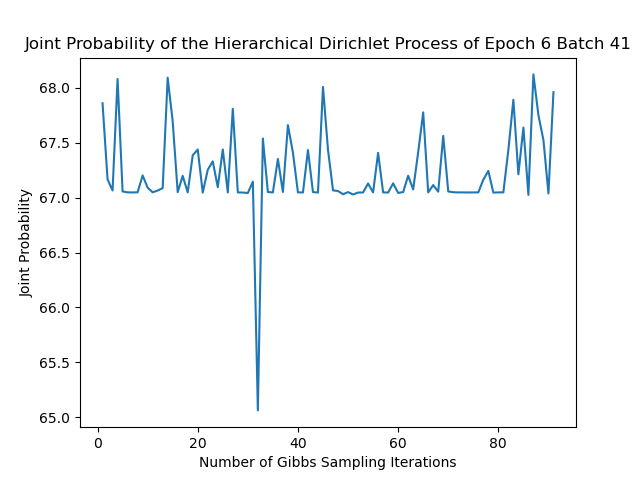 Joint Probability of the Hierarchical Dirichlet Process of Epoch 6 Batch 41
68.0
67.5
67.0
66.5
66.0
65.5
65.0
Joint Probability
0 20 40 60 80
Number of Gibbs Sampling Iterations